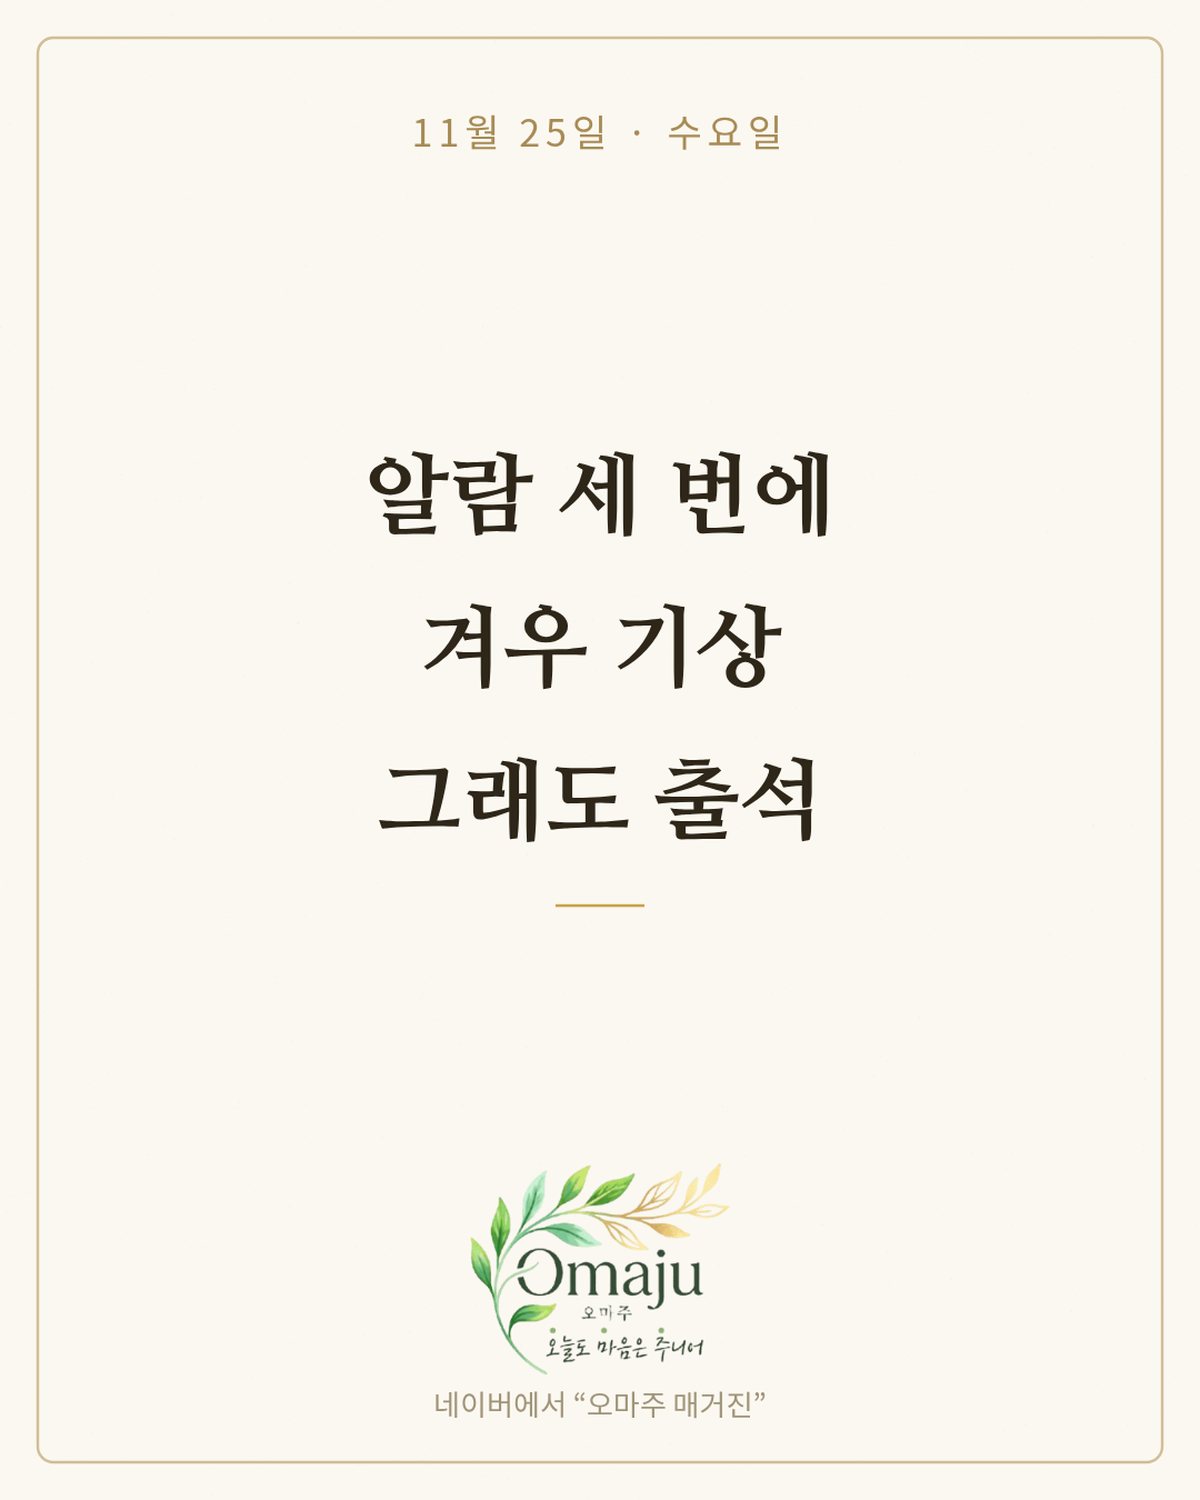 11월 25일 · 수요일
알람 세 번에
겨우 기상
그래도 출석
Omaju
오마주
오늘도 마음은 주니어
네이버에서 “오마주 매거진”